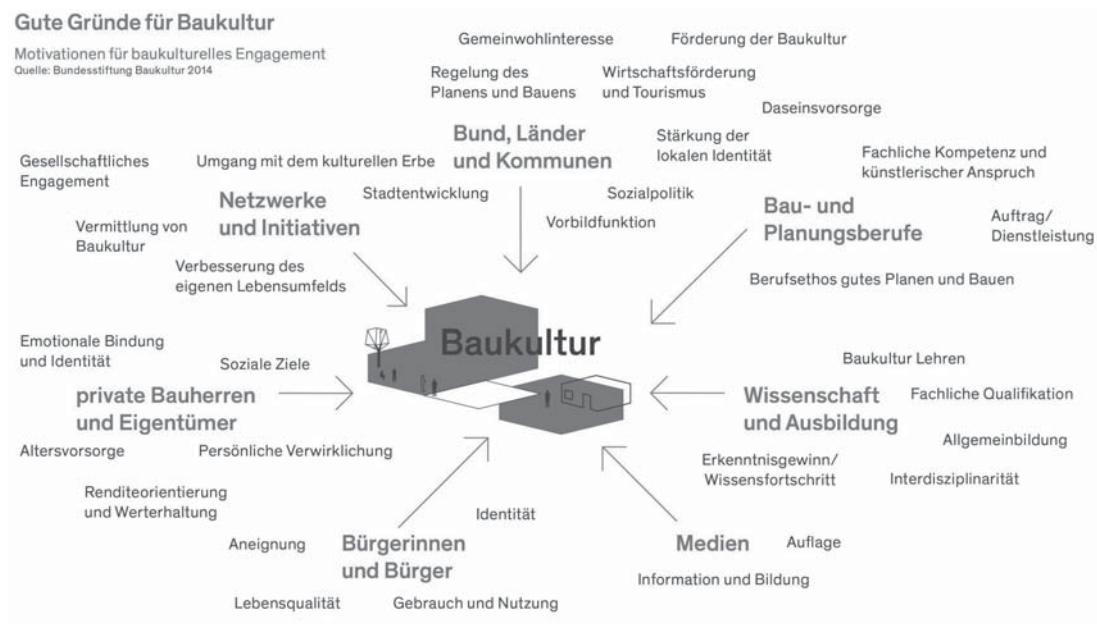 Gute Gründe für Baukultur
Motivationen für baukulturelles Engagement
Quelle: Bundesstiftung Baukultur 2014
Gemeinwohlinteresse
Förderung der Baukultur
Regelung des
Planens und Bauens
Wirtschaftsförderung
und Tourismus
Daseinsvorsorge
Bund, Länder
und Kommunen
Stärkung der
lokalen Identität
Stadtentwicklung
Sozialpolitik
Vorbildfunktion
Gesellschaftliches
Engagement
Umgang mit dem kulturellen Erbe
Netzwerke
und Initiativen
Vermittlung von
Baukultur
Verbesserung des
eigenen Lebensumfelds
Fachliche Kompetenz und
künstlerischer Anspruch
Bau- und
Planungsberufe
Auftrag/
Dienstleistung
Berufsethos gutes Planen und Bauen
Baukultur
Emotionale Bindung
und Identität
Soziale Ziele
private Bauherren
und Eigentümer
Altersvorsorge
Persönliche Verwirklichung
Renditeorientierung
und Werterhaltung
Baukultur Lehren
Wissenschaft
und Ausbildung
Fachliche Qualifikation
Allgemeinbildung
Erkenntnisgewinn/
Wissensfortschritt
Interdisziplinarität
Identität
Aneignung
Bürgerinnen
und Bürger
Lebensqualität
Gebrauch und Nutzung
Medien
Auflage
Information und Bildung